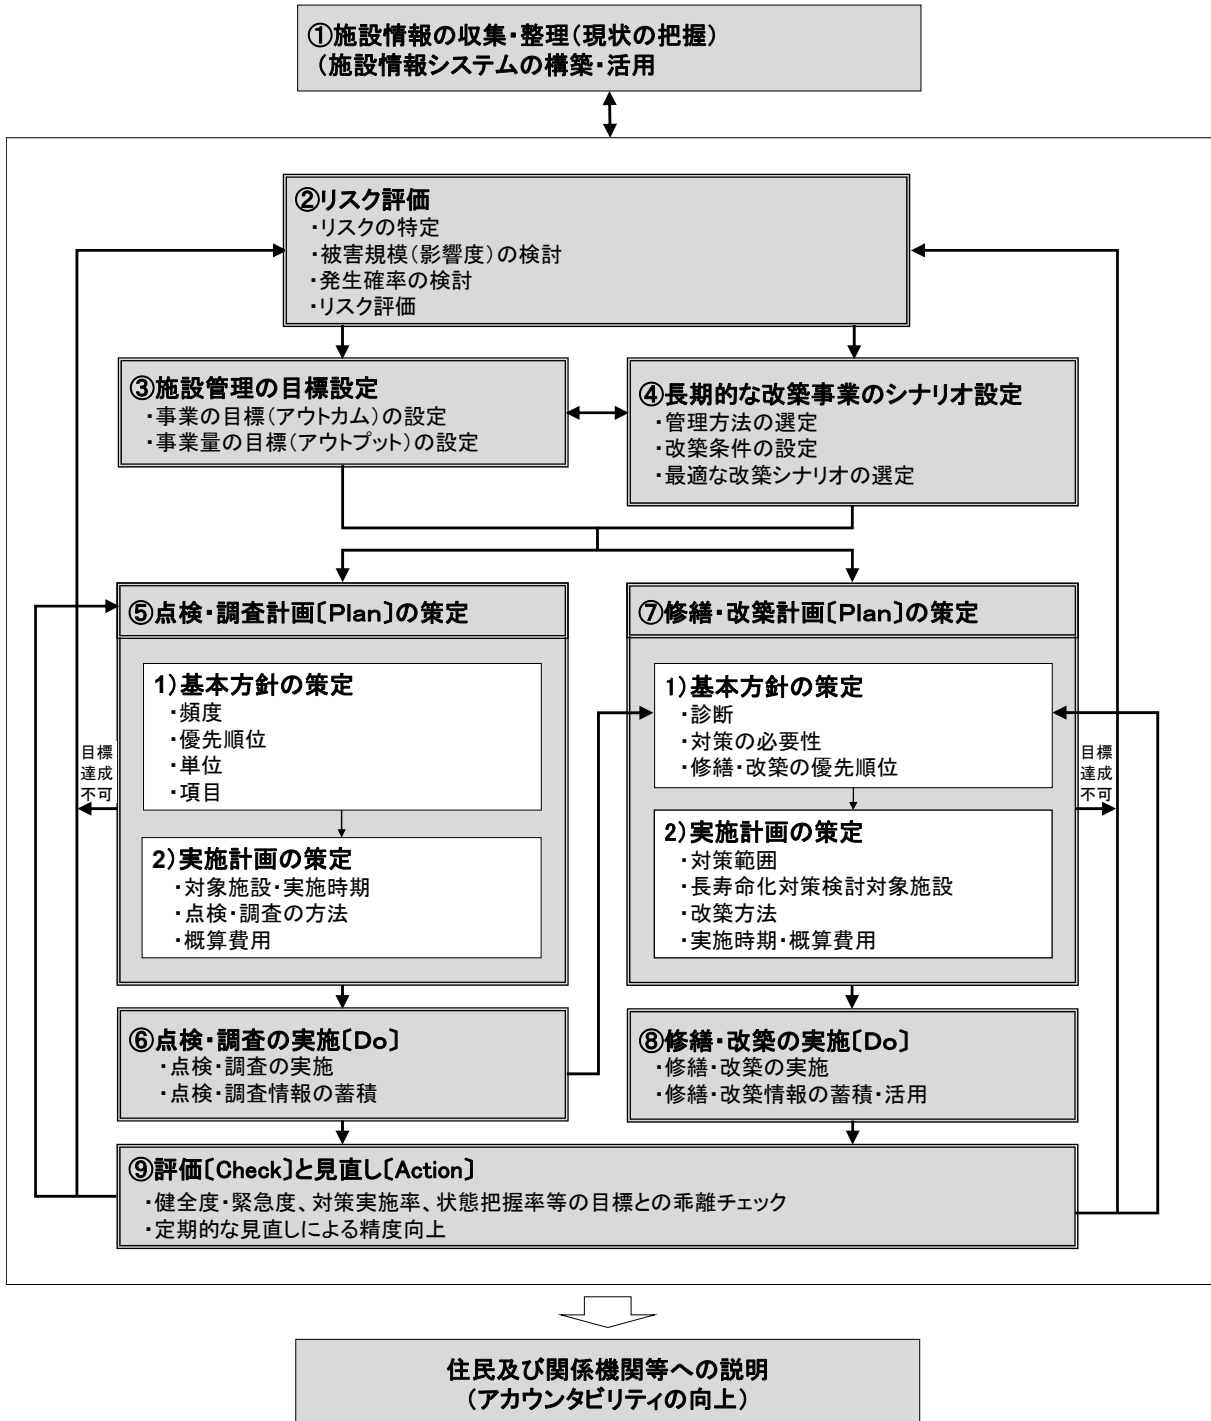 ①施設情報の収集・整理(現状の把握)
(施設情報システムの構築・活用
②リスク評価
・リスクの特定
・被害規模(影響度)の検討
・発生確率の検討
・リスク評価
③施設管理の目標設定
・事業の目標(アウトカム)の設定
・事業量の目標(アウトプット)の設定
④長期的な改築事業のシナリオ設定
・管理方法の選定
・改築条件の設定
・最適な改築シナリオの選定
⑤点検・調査計画〔Plan〕の策定
1)基本方針の策定
・頻度
・優先順位
・単位
・項目
2)実施計画の策定
・対象施設・実施時期
・点検・調査の方法
・概算費用
目標
達成
不可
⑦修繕・改築計画〔Plan〕の策定
1)基本方針の策定
・診断
・対策の必要性
・修繕・改築の優先順位
2)実施計画の策定
・対策範囲
・長寿命化対策検討対象施設
・改築方法
・実施時期・概算費用
目標
達成
不可
⑥点検・調査の実施〔Do〕
・点検・調査の実施
・点検・調査情報の蓄積
⑧修繕・改築の実施〔Do〕
・修繕・改築の実施
・修繕・改築情報の蓄積・活用
⑨評価〔Check〕と見直し〔Action〕
・健全度・緊急度、対策実施率、状態把握率等の目標との乖離チェック
・定期的な見直しによる精度向上
住民及び関係機関等への説明
(アカウンタビリティの向上)